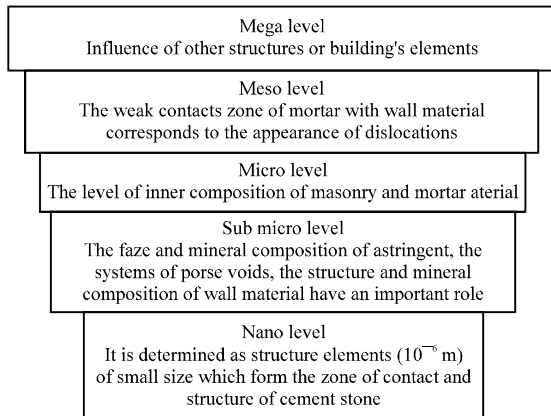 Mega level
Influence of other structures or building's elements
Meso level
The weak contacts zone of mortar with wall material
corresponds to the appearance of dislocations
Micro level
The level of inner composition of masonry and mortar aterial
Sub micro level
The faze and mineral composition of astringent, the
systems of porse voids, the structure and mineral
composition of wall material have an important role
Nano level
It is determined as structure elements (10⁻⁶ m)
of small size which form the zone of contact and
structure of cement stone